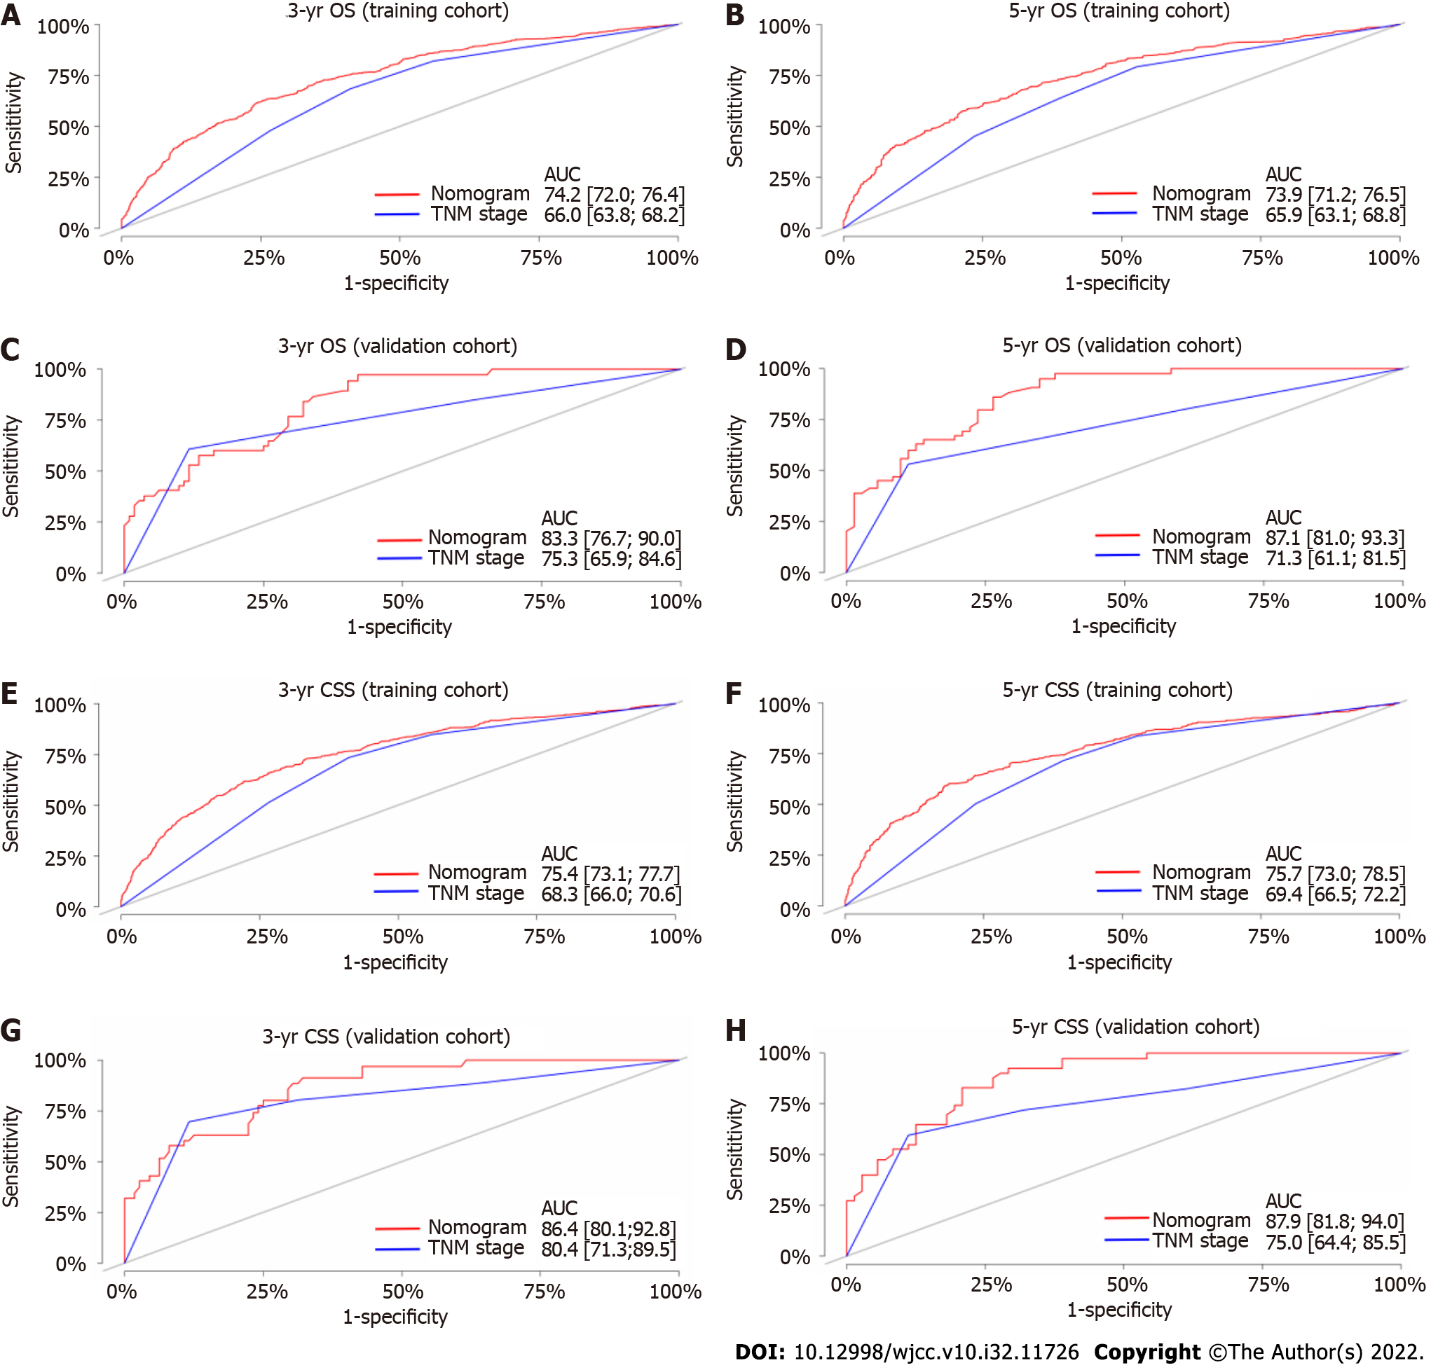 A
3-yr OS (training cohort)
100%
75%
50%
25%
0%
Sensititivity
AUC
Nomogram 74.2 [72.0; 76.4]
TNM stage 66.0 [63.8; 68.2]
0% 25% 50% 75% 100%
1-specificity
B
5-yr OS (training cohort)
100%
75%
50%
25%
0%
Sensititivity
AUC
Nomogram 73.9 [71.2; 76.5]
TNM stage 65.9 [63.1; 68.8]
0% 25% 50% 75% 100%
1-specificity
C
3-yr OS (validation cohort)
100%
75%
50%
25%
0%
Sensititivity
AUC
Nomogram 83.3 [76.7; 90.0]
TNM stage 75.3 [65.9; 84.6]
0% 25% 50% 75% 100%
1-specificity
D
5-yr OS (validation cohort)
100%
75%
50%
25%
0%
Sensititivity
AUC
Nomogram 87.1 [81.0; 93.3]
TNM stage 71.3 [61.1; 81.5]
0% 25% 50% 75% 100%
1-specificity
E
3-yr CSS (training cohort)
100%
75%
50%
25%
0%
Sensititivity
AUC
Nomogram 75.4 [73.1; 77.7]
TNM stage 68.3 [66.0; 70.6]
0% 25% 50% 75% 100%
1-specificity
F
5-yr CSS (training cohort)
100%
75%
50%
25%
0%
Sensititivity
AUC
Nomogram 75.7 [73.0; 78.5]
TNM stage 69.4 [66.5; 72.2]
0% 25% 50% 75% 100%
1-specificity
G
3-yr CSS (validation cohort)
100%
75%
50%
25%
0%
Sensititivity
AUC
Nomogram 86.4 [80.1;92.8]
TNM stage 80.4 [71.3;89.5]
0% 25% 50% 75% 100%
1-specificity
H
5-yr CSS (validation cohort)
100%
75%
50%
25%
0%
Sensititivity
AUC
Nomogram 87.9 [81.8; 94.0]
TNM stage 75.0 [64.4; 85.5]
0% 25% 50% 75% 100%
1-specificity
DOI: 10.12998/wjcc.v10.i32.11726 Copyright ©The Author(s) 2022.